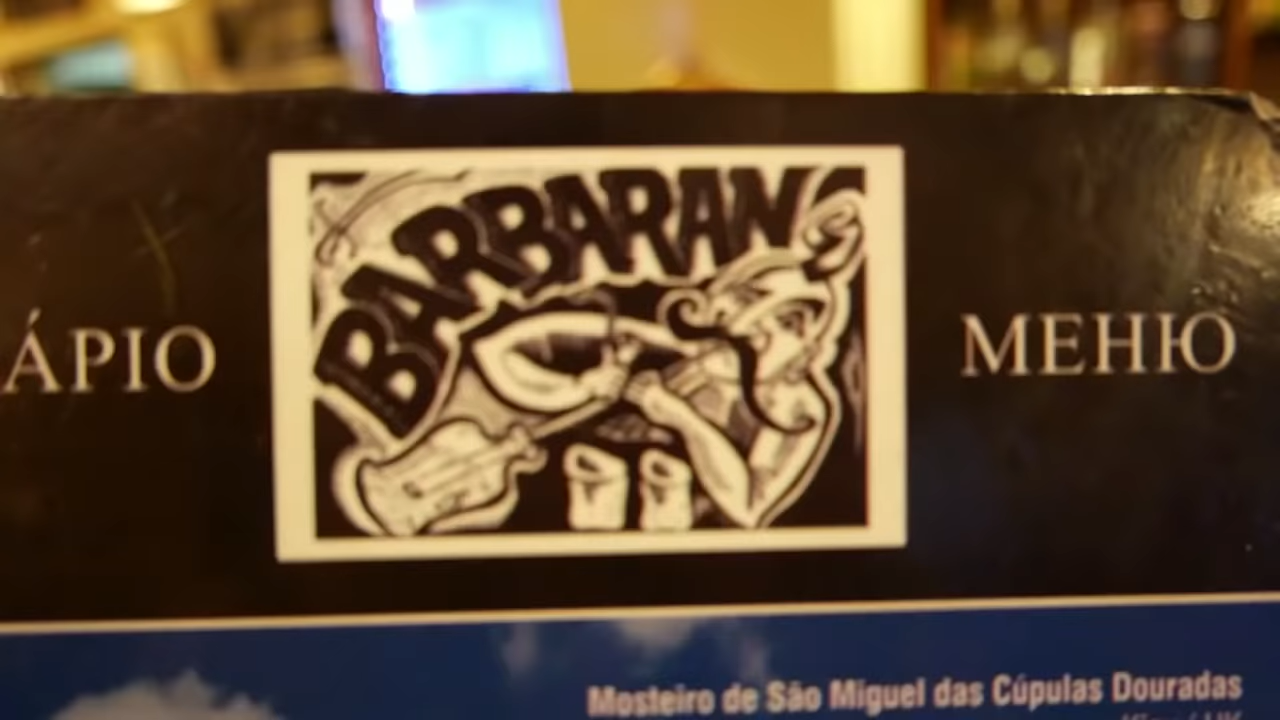 BARBARAN
ÁPIO
МЕНЮ
Mosteiro de São Miguel das Cúpulas Douradas